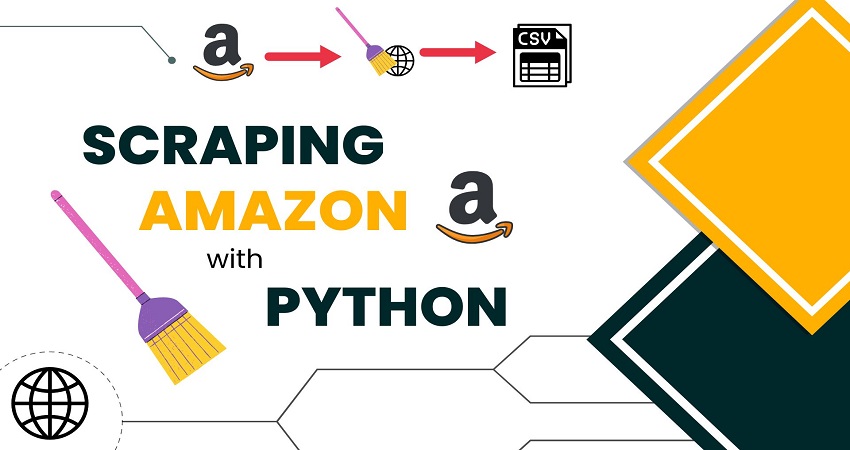 a
CSV
SCRAPING
AMAZON
a
with
PYTHON